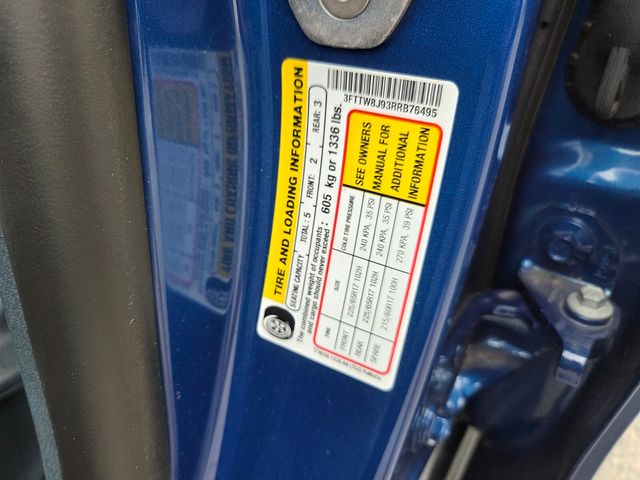 3FTTW8J93RRB76495
TIRE AND LOADING INFORMATION
SEATING CAPACITY TOTAL: 5 FRONT: 2 REAR: 3
The combined weight of occupants and cargo should never exceed: 605 kg or 1336 lbs.
TIRE SIZE COLD TIRE PRESSURE
FRONT 225/65R17 102H 240 KPA, 35 PSI
REAR 225/65R17 102H 240 KPA, 35 PSI
SPARE 215/60R17 100H 270 KPA, 39 PSI
SEE OWNERS
MANUAL FOR
ADDITIONAL
INFORMATION